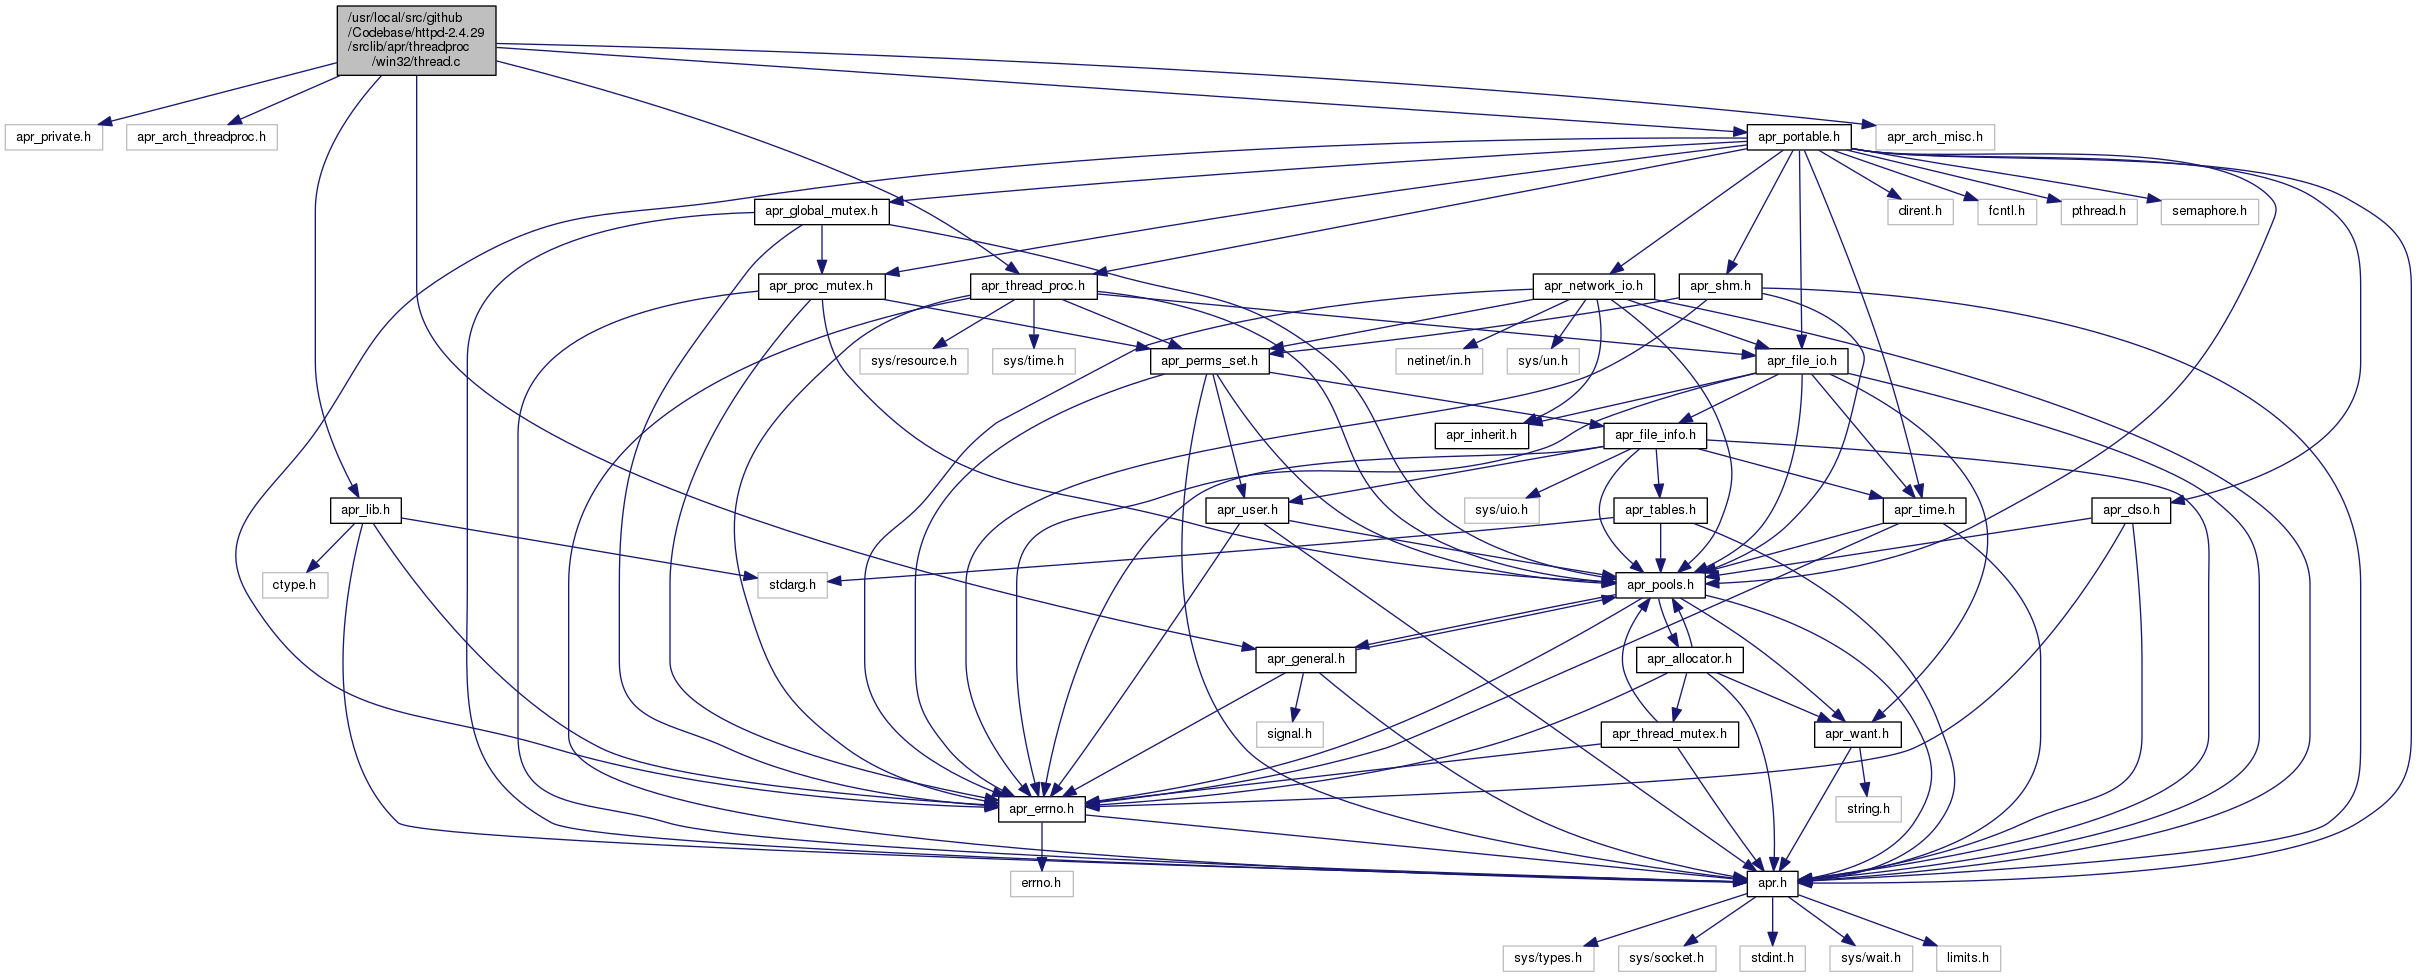 /usr/local/src/github
/Codebase/httpd-2.4.29
/srclib/apr/threadproc
/win32/thread.c
apr_private.h
apr_arch_threadproc.h
apr_portable.h
apr_arch_misc.h
apr_global_mutex.h
dirent.h
fcntl.h
pthread.h
semaphore.h
apr_proc_mutex.h
apr_thread_proc.h
apr_network_io.h
apr_shm.h
sys/resource.h
sys/time.h
apr_perms_set.h
netinet/in.h
sys/un.h
apr_file_io.h
apr_inherit.h
apr_file_info.h
apr_lib.h
apr_user.h
sys/uio.h
apr_tables.h
apr_time.h
apr_dso.h
ctype.h
stdarg.h
apr_pools.h
apr_general.h
apr_allocator.h
signal.h
apr_thread_mutex.h
apr_want.h
apr_errno.h
string.h
errno.h
apr.h
sys/types.h
sys/socket.h
stdint.h
sys/wait.h
limits.h